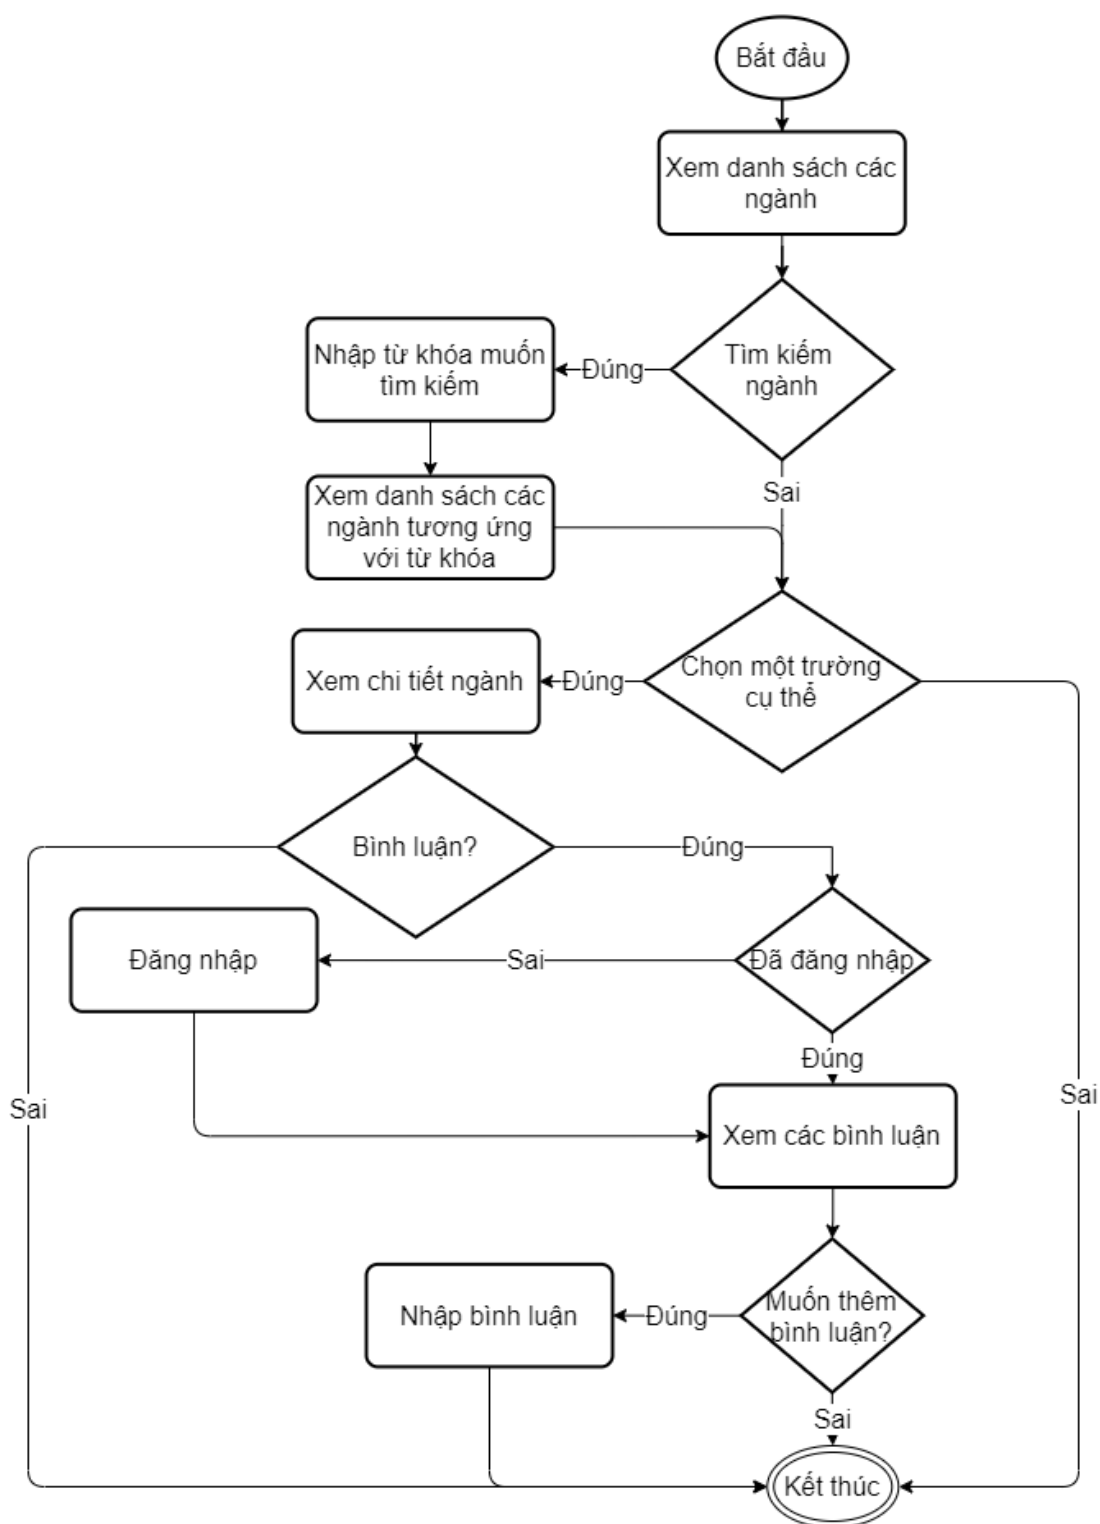 Bắt đầu
Xem danh sách các
ngành
Tìm kiếm
ngành
Đúng
Nhập từ khóa muốn
tìm kiếm
Sai
Xem danh sách các
ngành tương ứng
với từ khóa
Chọn một trường
cụ thể
Đúng
Xem chi tiết ngành
Bình luận?
Đúng
Đã đăng nhập
Sai
Đăng nhập
Đúng
Sai
Sai
Xem các bình luận
Muốn thêm
bình luận?
Đúng
Nhập bình luận
Sai
Kết thúc